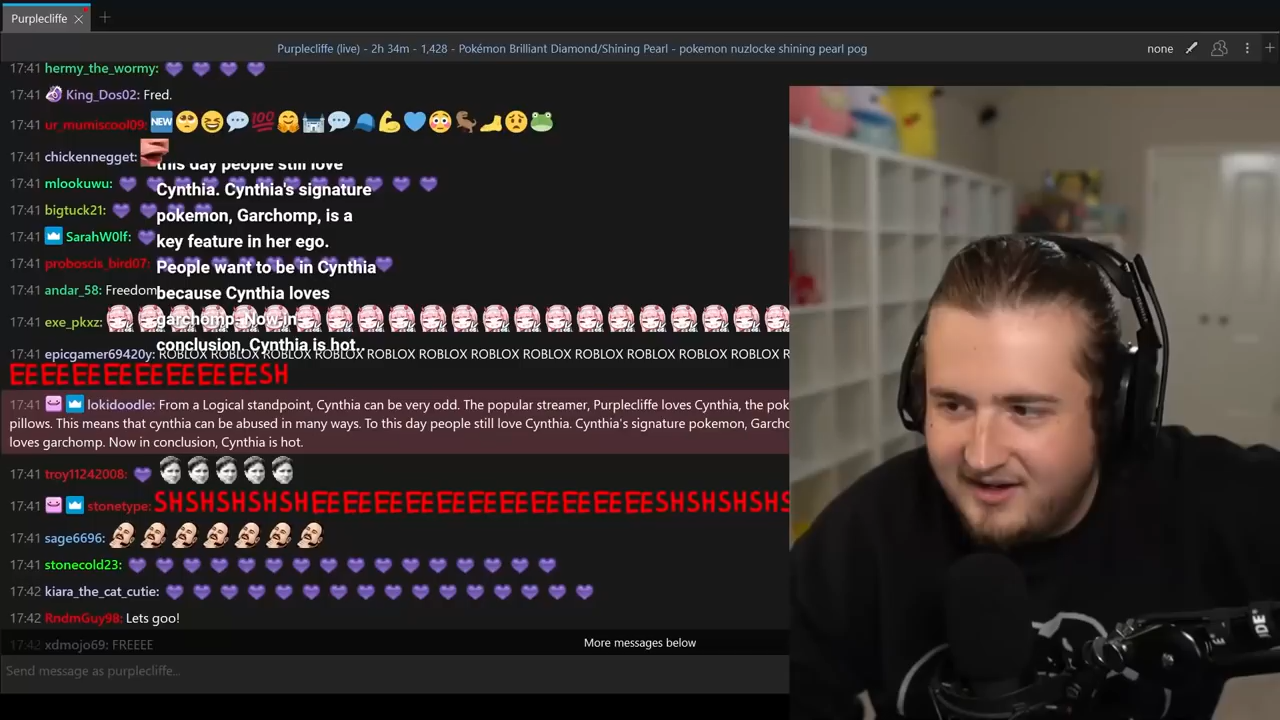 Purplecliffe
Purplecliffe (live) - 2h 34m - 1,428 - Pokémon Brilliant Diamond/Shining Pearl - pokemon nuzlocke shining pearl pog
none
17:41 hermy_the_wormy:
17:41 King_Dos02: Fred.
17:41 ur_mumiscool09: NEW 100
17:41 chickennegget:
this day people still love
17:41 mlookuwu:
Cynthia. Cynthia's signature
17:41 bigtuck21:
pokemon, Garchomp, is a
17:41 SarahW0lf:
key feature in her ego.
17:41 proboscis_bird07:
People want to be in Cynthia
17:41 andar_58: Freedom
because Cynthia loves
17:41 exe_pkxz:
garchomp. Now in
conclusion, Cynthia is hot..
17:41 epicgamer69420y: ROBLOX ROBLOX ROBLOX ROBLOX ROBLOX ROBLOX ROBLOX ROBLOX ROBLOX ROBLOX ROBLOX ROBLOX R
EEEEEEEEEEEEEEEESH
17:41 lokidoodle: From a Logical standpoint, Cynthia can be very odd. The popular streamer, Purplecliffe loves Cynthia, the pok
pillows. This means that cynthia can be abused in many ways. To this day people still love Cynthia. Cynthia's signature pokemon, Garcho
loves garchomp. Now in conclusion, Cynthia is hot.
17:41 troy11242008:
17:41 stonetype: SHSHSHSHSHEEEEEEEEEEEEEEEEEEEEEESHSHSHSHS
17:41 sage6696:
17:41 stonecold23:
17:42 kiara_the_cat_cutie:
17:42 RndmGuy98: Lets goo!
17:42 xdmojo69: FREEEE
More messages below
Send message as purplecliffe...